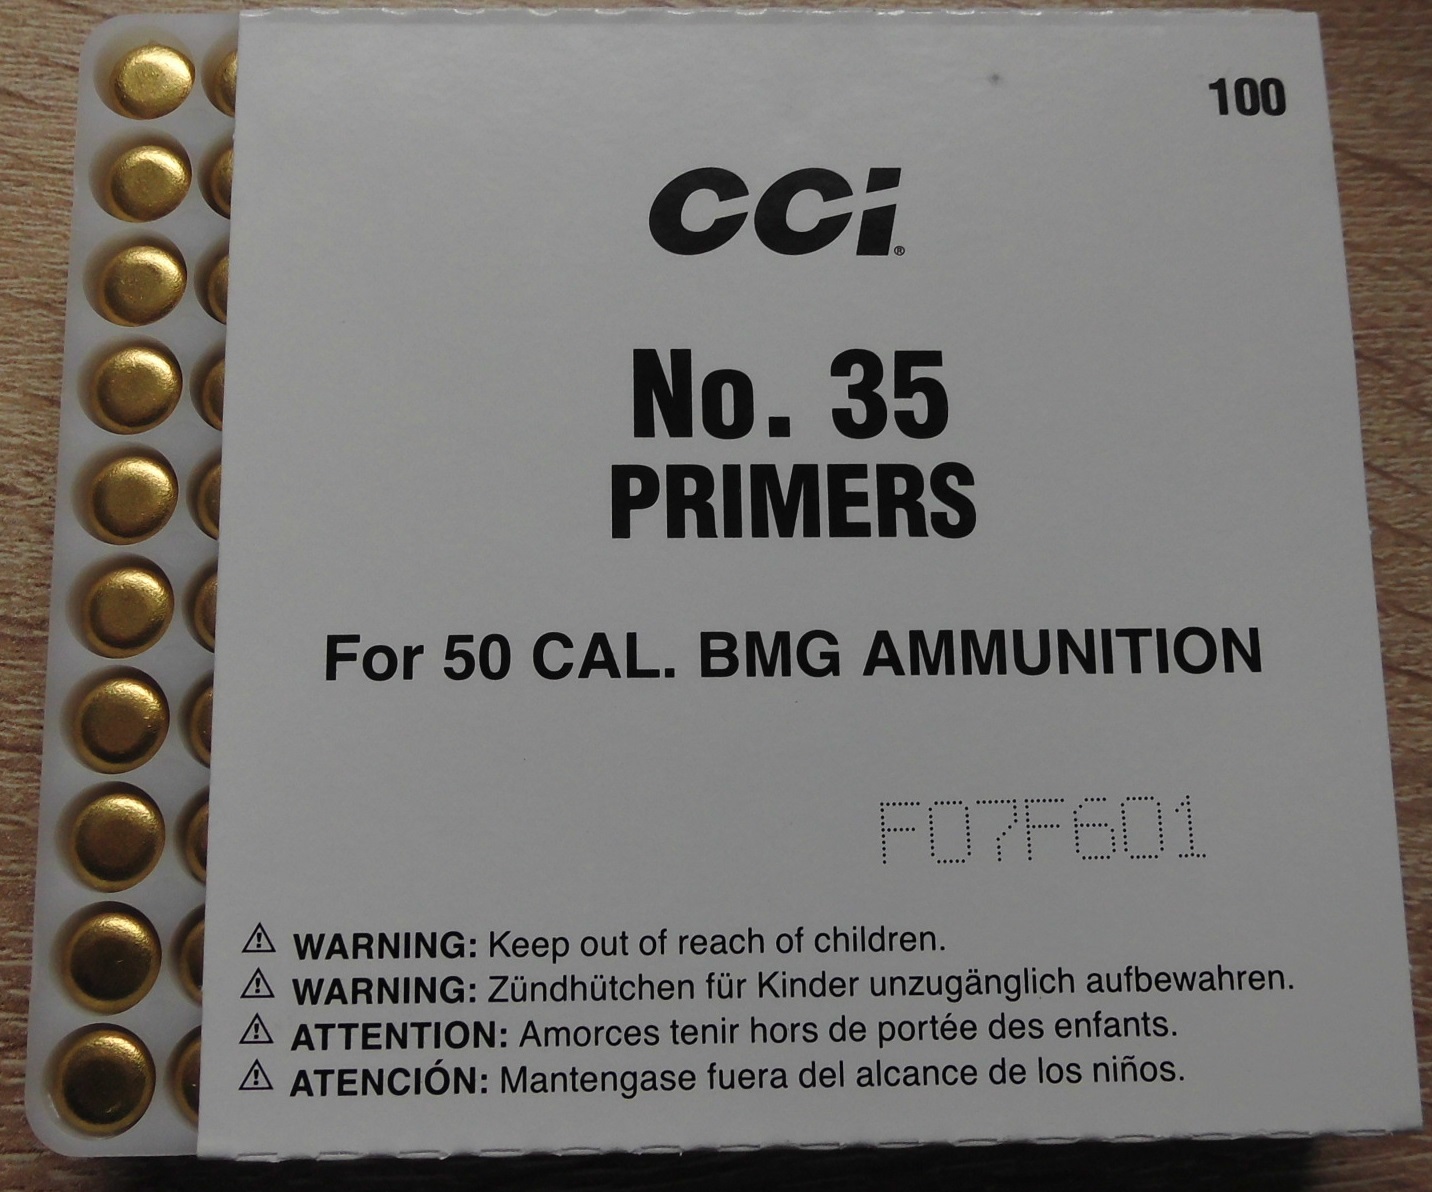 100
CCi®
No. 35
PRIMERS
For 50 CAL. BMG AMMUNITION
F07F601
⚠ WARNING: Keep out of reach of children.
⚠ WARNING: Zündhütchen für Kinder unzugänglich aufbewahren.
⚠ ATTENTION: Amorces tenir hors de portée des enfants.
⚠ ATENCIÓN: Mantengase fuera del alcance de los niños.